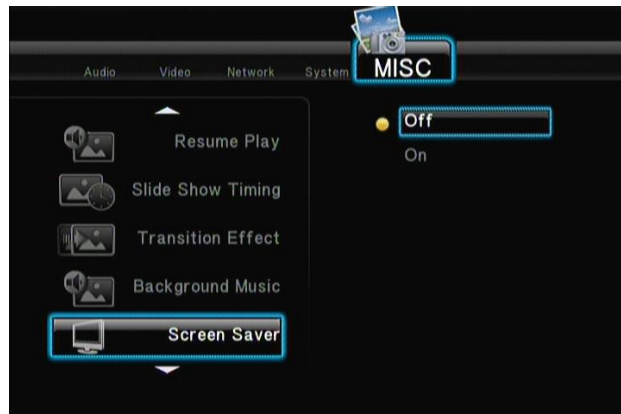 Audio Video Network System MISC
Resume Play
Slide Show Timing
Transition Effect
Background Music
Screen Saver
Off
On